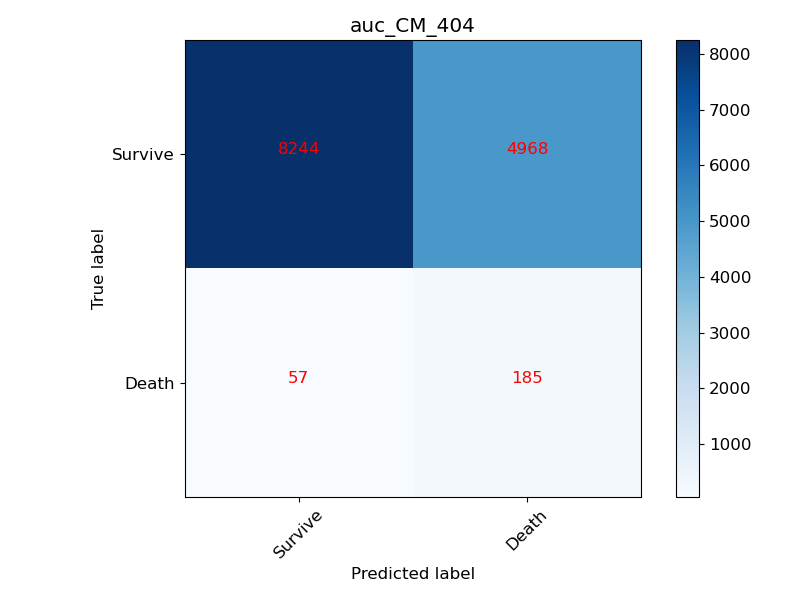 auc_CM_404
Survive
8244
4968
Death
57
185
True label
Survive
Death
Predicted label
8000
7000
6000
5000
4000
3000
2000
1000